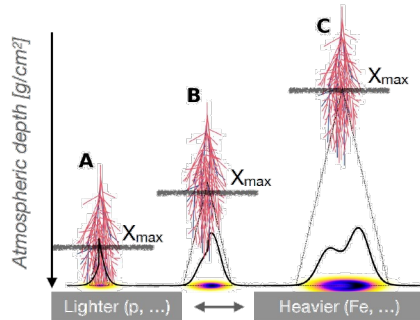 C
X_max
B
X_max
A
X_max
Atmospheric depth [g/cm²]
Lighter (p, ...)
Heavier (Fe, ...)